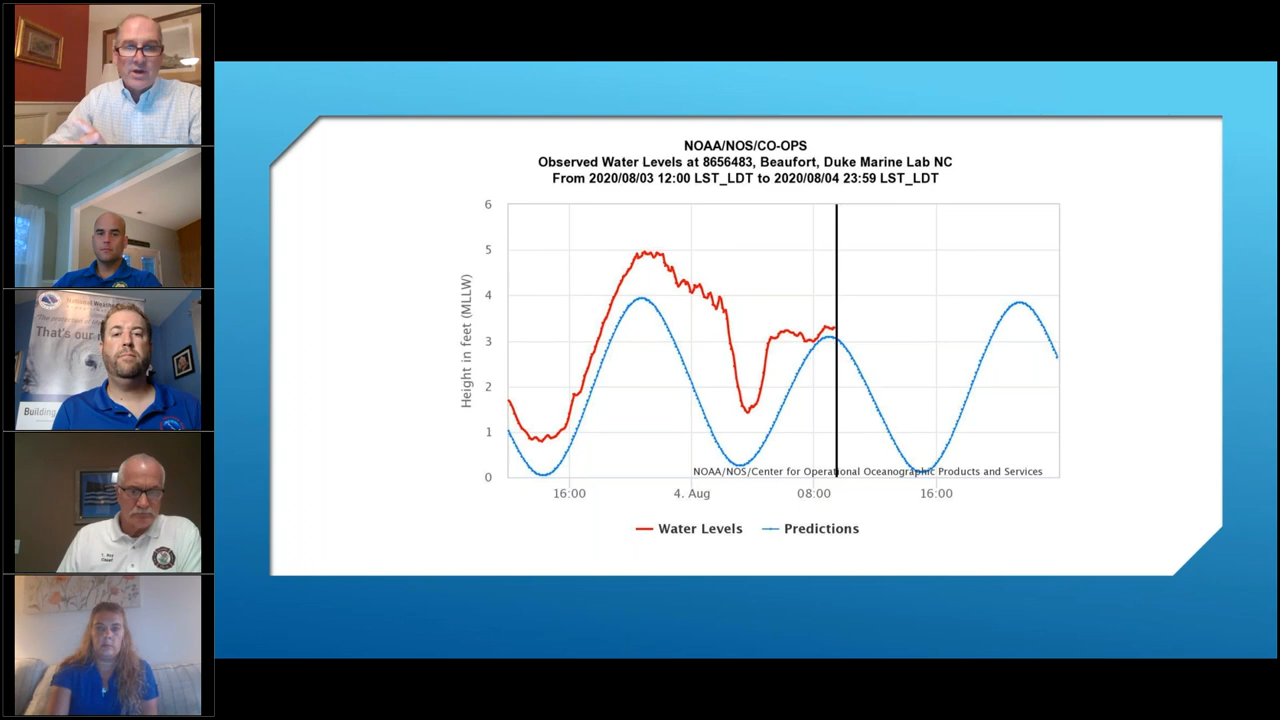 NOAA/NOS/CO-OPS
Observed Water Levels at 8656483, Beaufort, Duke Marine Lab NC
From 2020/08/03 12:00 LST_LDT to 2020/08/04 23:59 LST_LDT
Height in feet (MLLW)
6
5
4
3
2
1
0
NOAA/NOS/Center for Operational Oceanographic Products and Services
16:00
4. Aug
08:00
16:00
Water Levels
Predictions
National Weather
That's our
Building